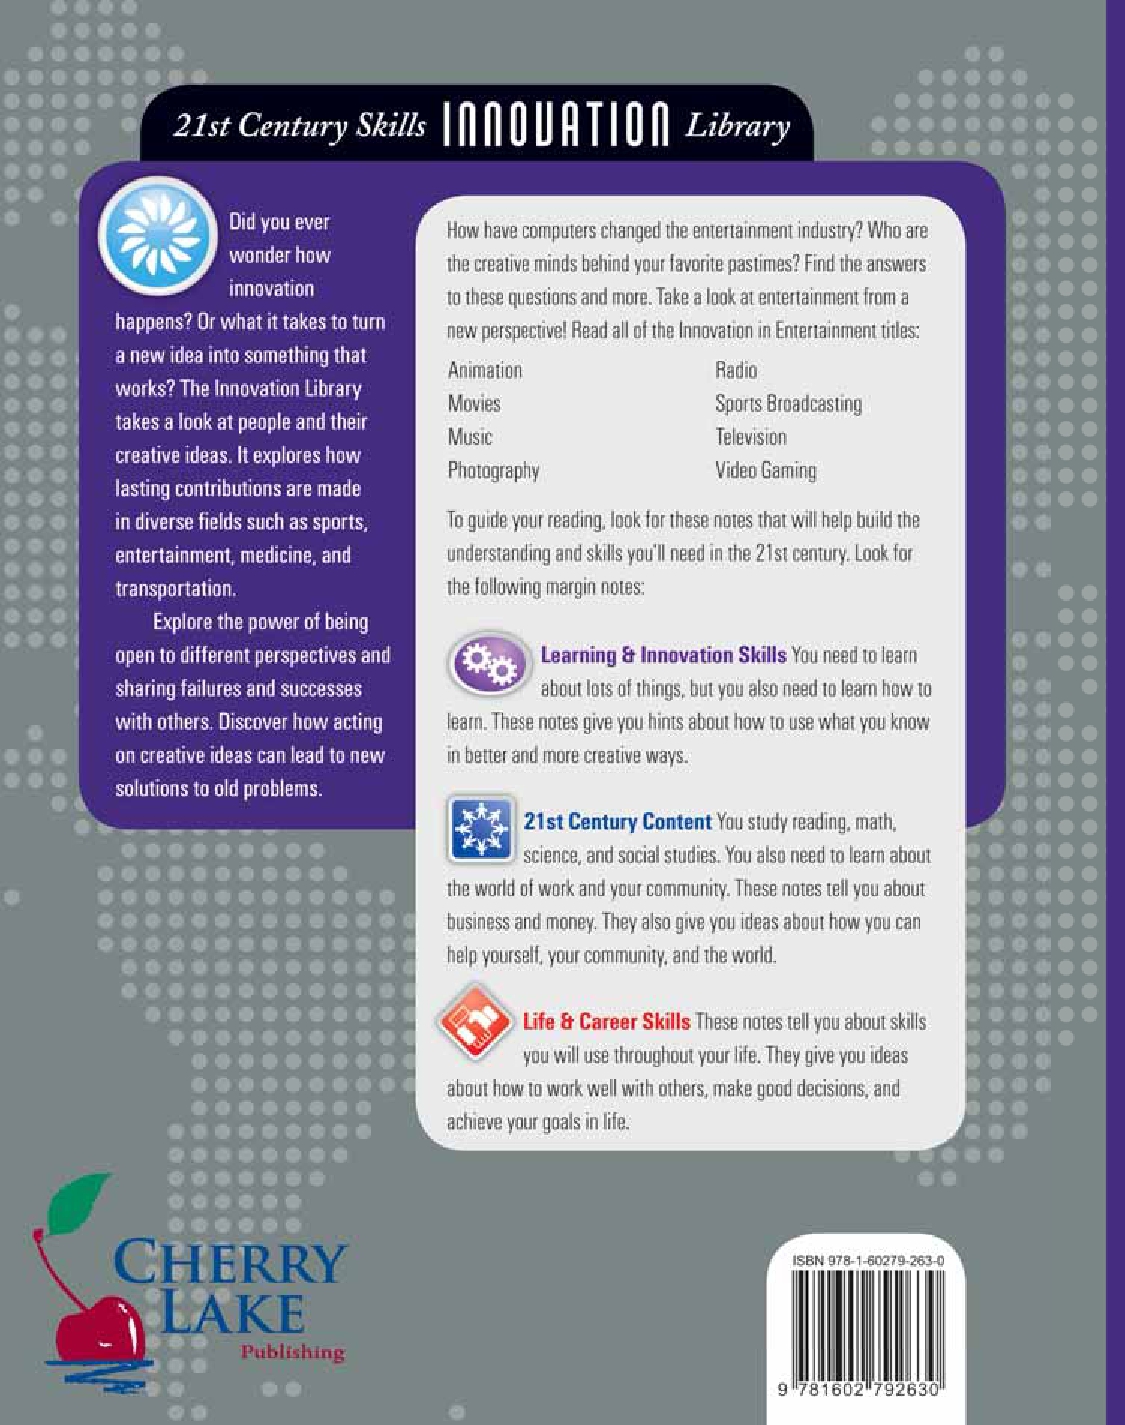 21st Century Skills INNOVATION Library
Did you ever
wonder how
innovation
happens? Or what it takes to turn
a new idea into something that
works? The Innovation Library
takes a look at people and their
creative ideas. It explores how
lasting contributions are made
in diverse fields such as sports,
entertainment, medicine, and
transportation.
Explore the power of being
open to different perspectives and
sharing failures and successes
with others. Discover how acting
on creative ideas can lead to new
solutions to old problems.
How have computers changed the entertainment industry? Who are
the creative minds behind your favorite pastimes? Find the answers
to these questions and more. Take a look at entertainment from a
new perspective! Read all of the Innovation in Entertainment titles:
Animation
Movies
Music
Photography
Radio
Sports Broadcasting
Television
Video Gaming
To guide your reading, look for these notes that will help build the
understanding and skills you'll need in the 21st century. Look for
the following margin notes:
Learning & Innovation Skills You need to learn
about lots of things, but you also need to learn how to
learn. These notes give you hints about how to use what you know
in better and more creative ways.
21st Century Content You study reading, math,
science, and social studies. You also need to learn about
the world of work and your community. These notes tell you about
business and money. They also give you ideas about how you can
help yourself, your community, and the world.
Life & Career Skills These notes tell you about skills
you will use throughout your life. They give you ideas
about how to work well with others, make good decisions, and
achieve your goals in life.
CHERRY
LAKE
Publishing
ISBN 978-1-60279-263-0
9 781602 792630